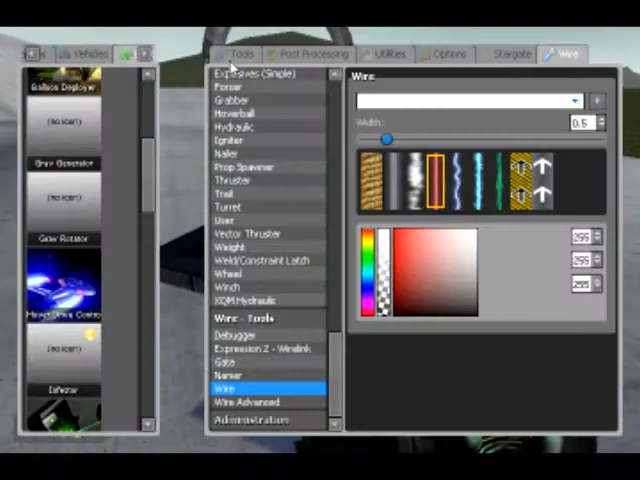 Vehicles
Tools
Post Processing
Utilities
Options
Stargate
Wire
Balloon Deployer
(no icon)
Grav Generator
(no icon)
Grav Rotator
(no icon)
Explosives (Simple)
Forcer
Grabber
Hoverball
Hydraulic
Igniter
Nailer
Prop Spawner
Thruster
Trail
Turret
User
Vector Thruster
Weight
Weld/Constraint Latch
Wheel
Winch
XQM Hydraulic
Wire - Tools
Debugger
Expression 2 - Wirelink
Gate
Namer
Wire
Wire Advanced
Administration
Wire
Width:
0.5
255
255
255